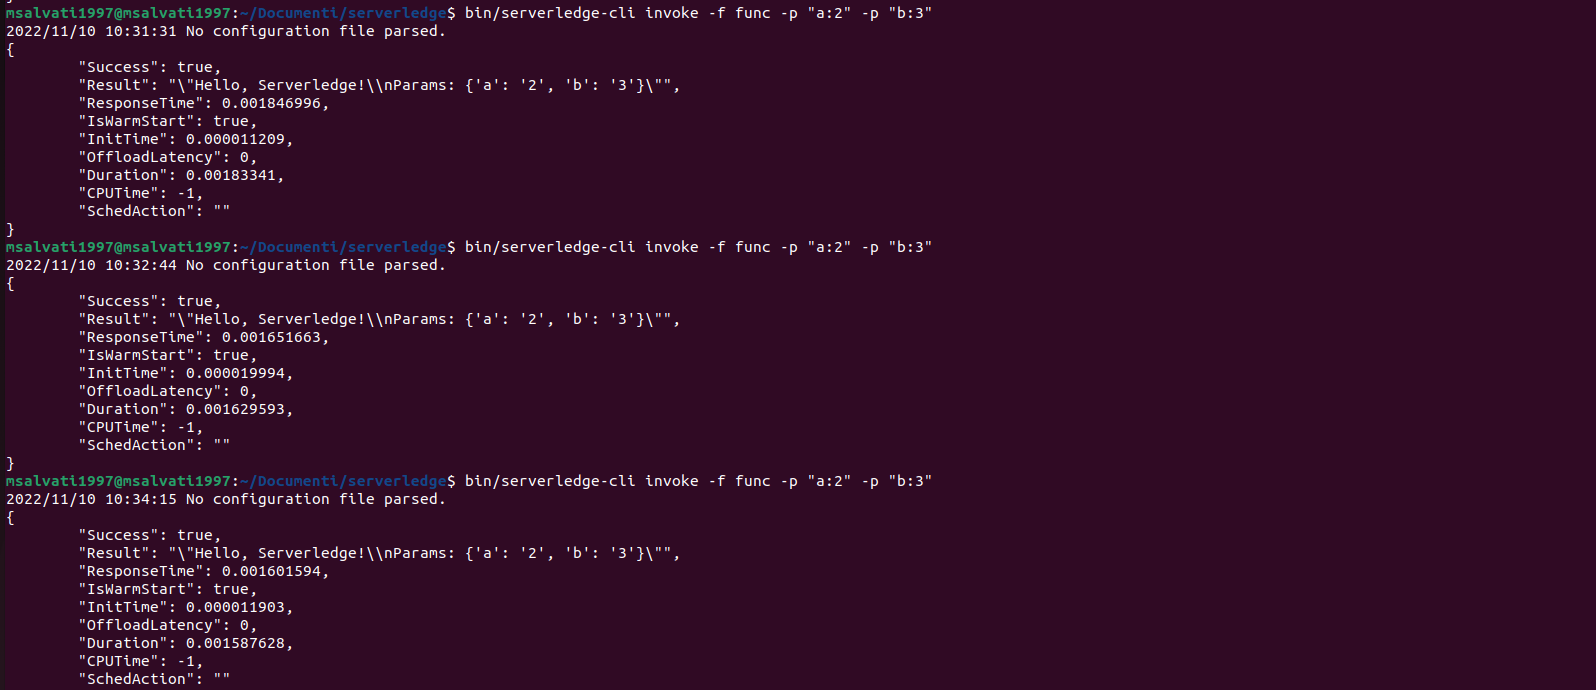 msalvati1997@msalvati1997:~/Documenti/serverledge$ bin/serverledge-cli invoke -f func -p "a:2" -p "b:3"
2022/11/10 10:31:31 No configuration file parsed.
{
        "Success": true,
        "Result": "\"Hello, Serverledge!\\nParams: {'a': '2', 'b': '3'}\"",
        "ResponseTime": 0.001846996,
        "IsWarmStart": true,
        "InitTime": 0.000011209,
        "OffloadLatency": 0,
        "Duration": 0.00183341,
        "CPUTime": -1,
        "SchedAction": ""
}
msalvati1997@msalvati1997:~/Documenti/serverledge$ bin/serverledge-cli invoke -f func -p "a:2" -p "b:3"
2022/11/10 10:32:44 No configuration file parsed.
{
        "Success": true,
        "Result": "\"Hello, Serverledge!\\nParams: {'a': '2', 'b': '3'}\"",
        "ResponseTime": 0.001651663,
        "IsWarmStart": true,
        "InitTime": 0.000019994,
        "OffloadLatency": 0,
        "Duration": 0.001629593,
        "CPUTime": -1,
        "SchedAction": ""
}
msalvati1997@msalvati1997:~/Documenti/serverledge$ bin/serverledge-cli invoke -f func -p "a:2" -p "b:3"
2022/11/10 10:34:15 No configuration file parsed.
{
        "Success": true,
        "Result": "\"Hello, Serverledge!\\nParams: {'a': '2', 'b': '3'}\"",
        "ResponseTime": 0.001601594,
        "IsWarmStart": true,
        "InitTime": 0.000011903,
        "OffloadLatency": 0,
        "Duration": 0.001587628,
        "CPUTime": -1,
        "SchedAction": ""